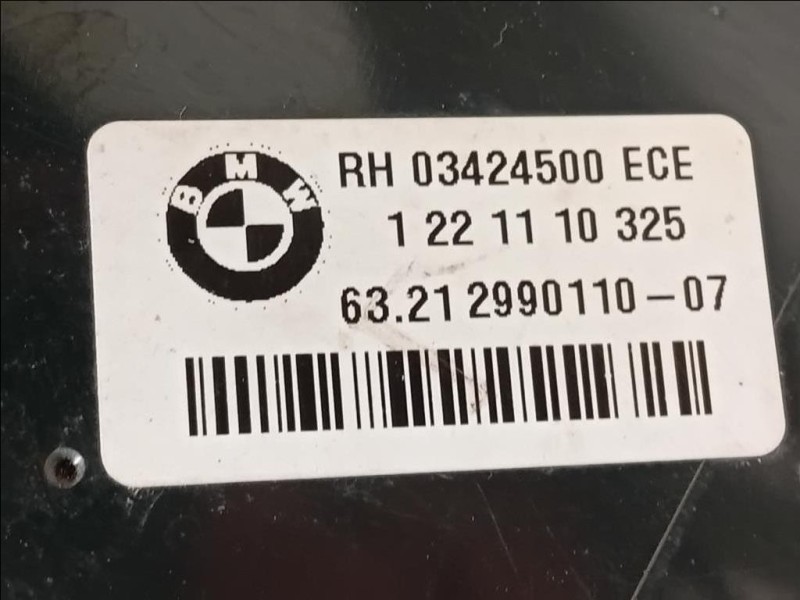 BMW
RH 03424500 ECE
1 22 11 10 325
63.21 2990110-07